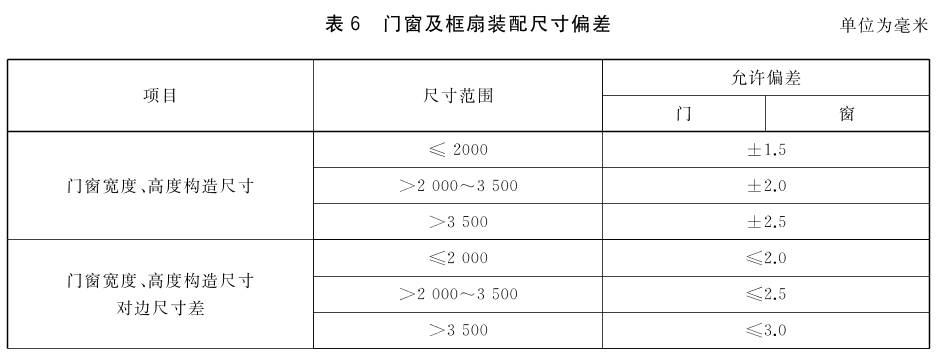 表 6 门窗及框扇装配尺寸偏差 单位为毫米
项目 尺寸范围 允许偏差
门 窗
门窗宽度、高度构造尺寸 ≤ 2000 ±1.5
>2 000～3 500 ±2.0
>3 500 ±2.5
门窗宽度、高度构造尺寸
对边尺寸差
≤2 000 ≤2.0
>2 000～3 500 ≤2.5
>3 500 ≤3.0